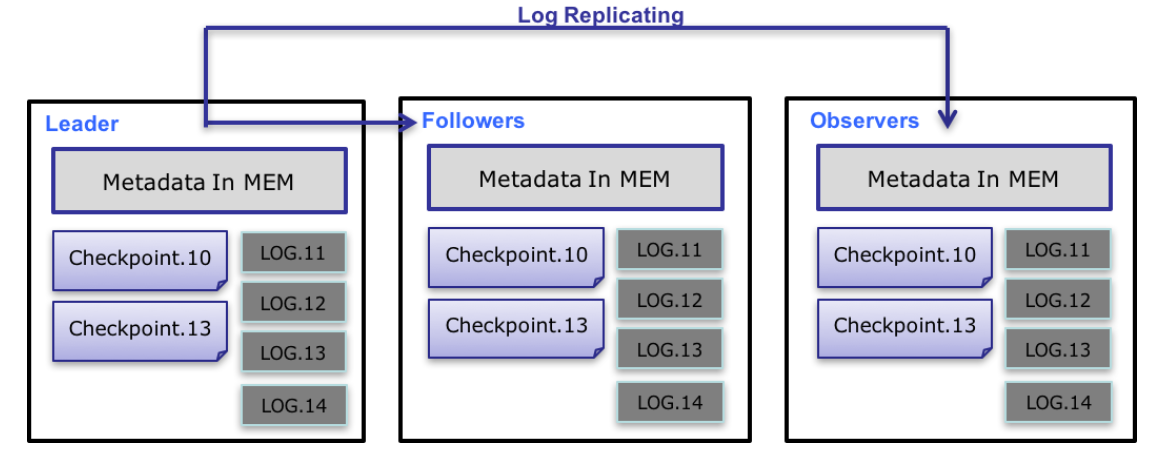 Log Replicating
Leader
Metadata In MEM
Checkpoint.10
Checkpoint.13
LOG.11
LOG.12
LOG.13
LOG.14
Followers
Metadata In MEM
Checkpoint.10
Checkpoint.13
LOG.11
LOG.12
LOG.13
LOG.14
Observers
Metadata In MEM
Checkpoint.10
Checkpoint.13
LOG.11
LOG.12
LOG.13
LOG.14